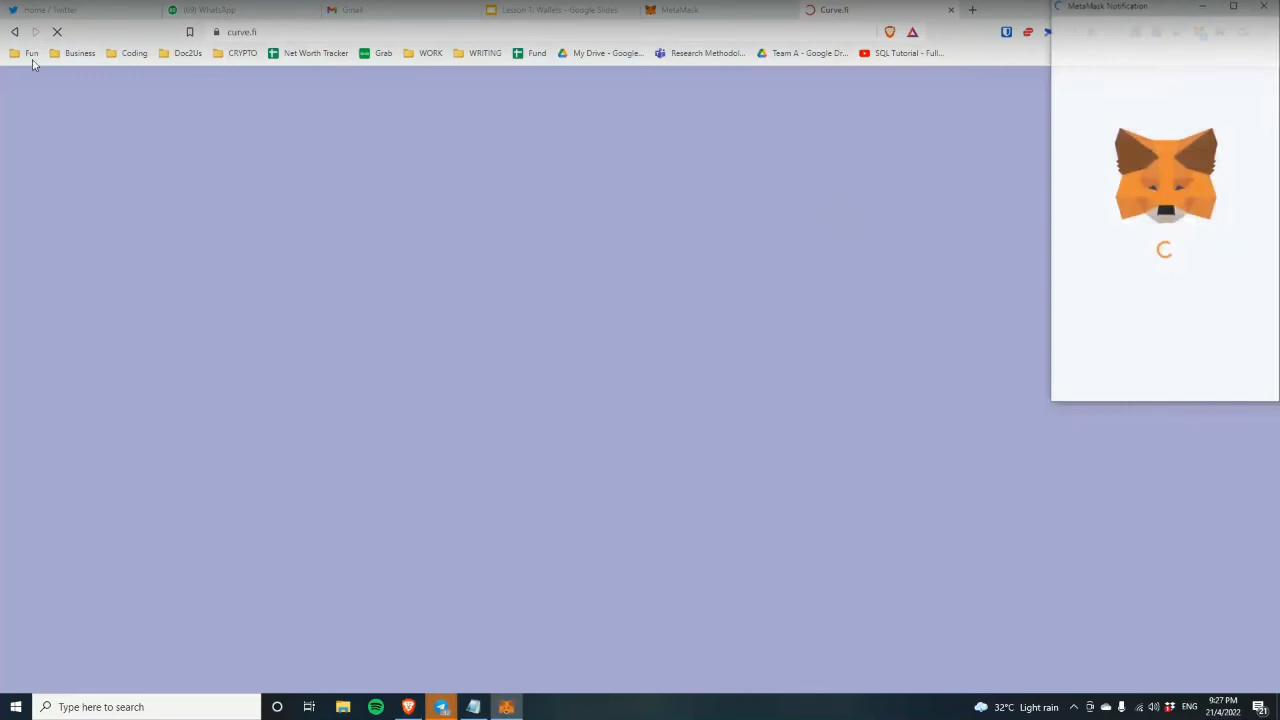 Home / Twitter
(69) WhatsApp
Gmail
Lesson 1: Wallets - Google Slides
MetaMask
Curve.fi
MetaMask Notification
curve.fi
Fun
Business
Coding
Doc2Us
CRYPTO
Net Worth Tracker
Grab
WORK
WRITING
Fund
My Drive - Google...
Research Methodol...
Team A - Google Dr...
SQL Tutorial - Full...
Type here to search
32°C Light rain
ENG
9:27 PM
21/4/2022
21